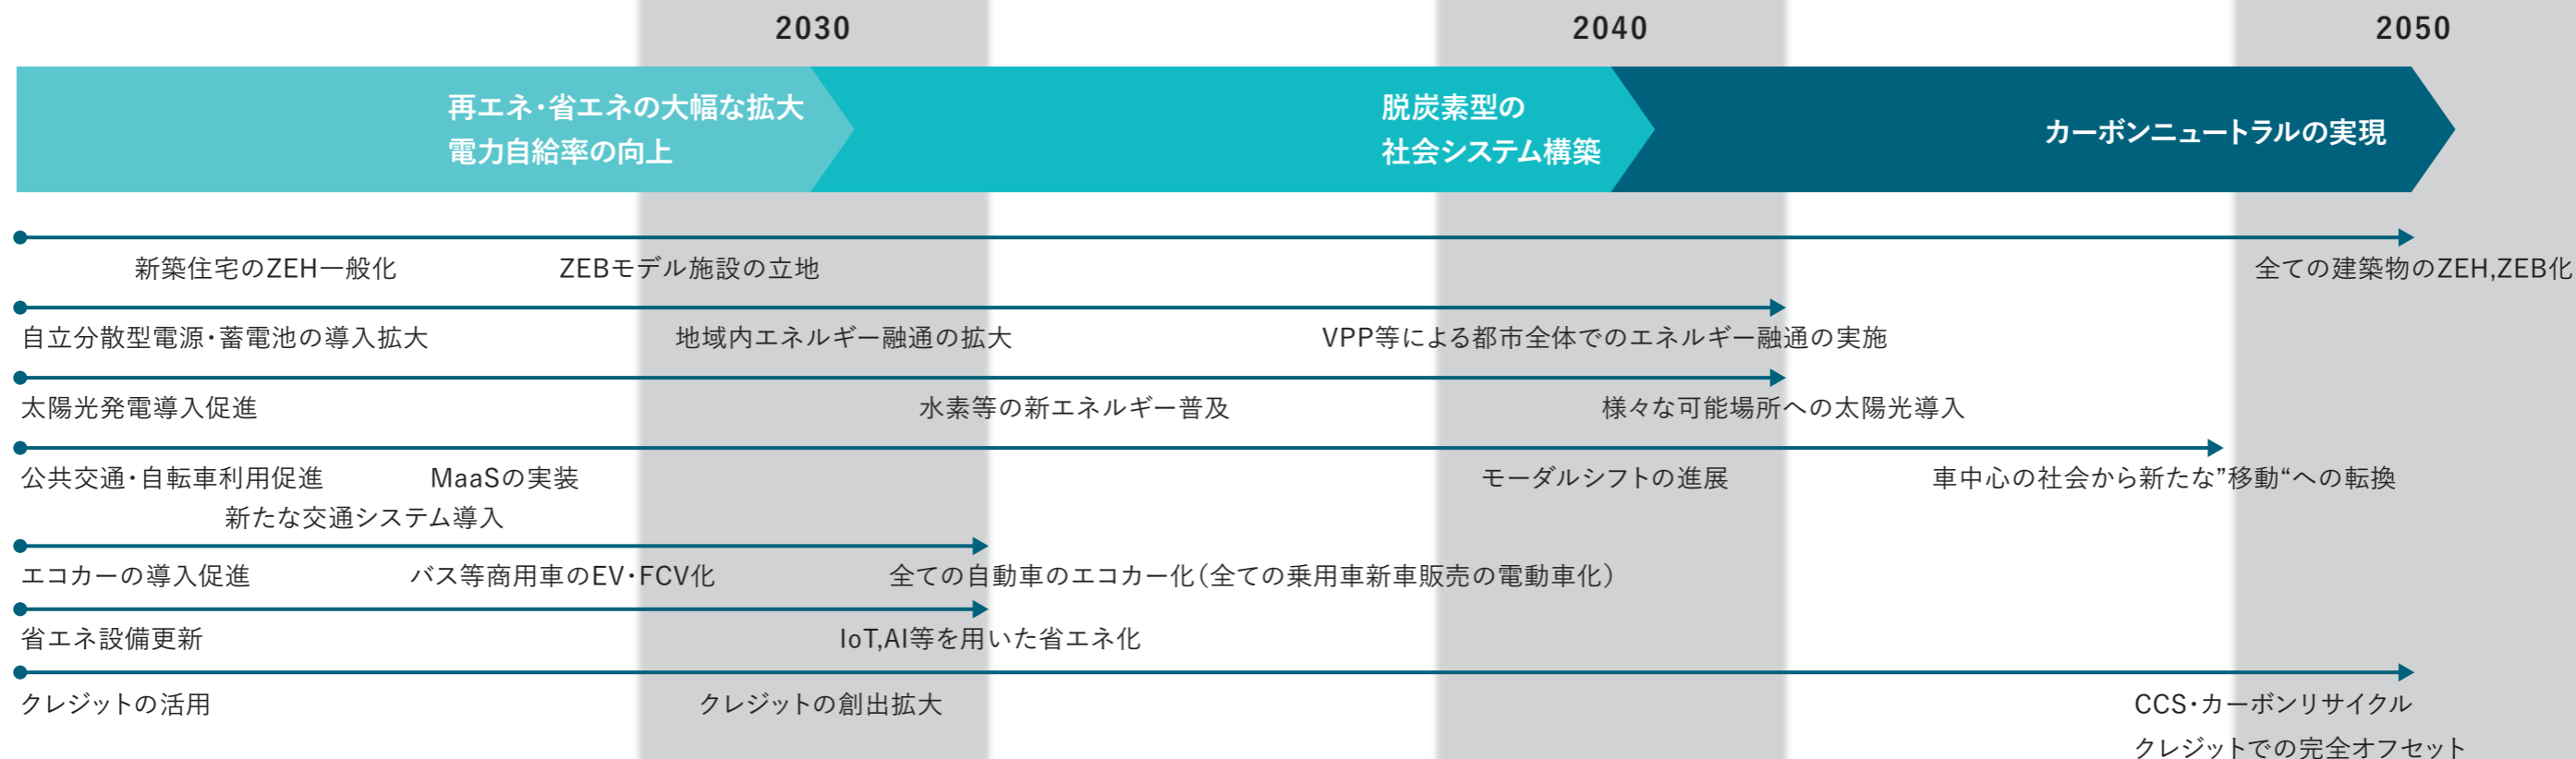 2030
2040
2050
再エネ・省エネの大幅な拡大
電力自給率の向上
脱炭素型の
社会システム構築
カーボンニュートラルの実現
新築住宅のZEH一般化
ZEBモデル施設の立地
全ての建築物のZEH,ZEB化
自立分散型電源・蓄電池の導入拡大
地域内エネルギー融通の拡大
VPP等による都市全体でのエネルギー融通の実施
太陽光発電導入促進
水素等の新エネルギー普及
様々な可能場所への太陽光導入
公共交通・自転車利用促進
MaaSの実装
モーダルシフトの進展
車中心の社会から新たな”移動“への転換
新たな交通システム導入
エコカーの導入促進
バス等商用車のEV・FCV化
全ての自動車のエコカー化（全ての乗用車新車販売の電動車化）
省エネ設備更新
IoT,AI等を用いた省エネ化
クレジットの活用
クレジットの創出拡大
CCS・カーボンリサイクル
クレジットでの完全オフセット